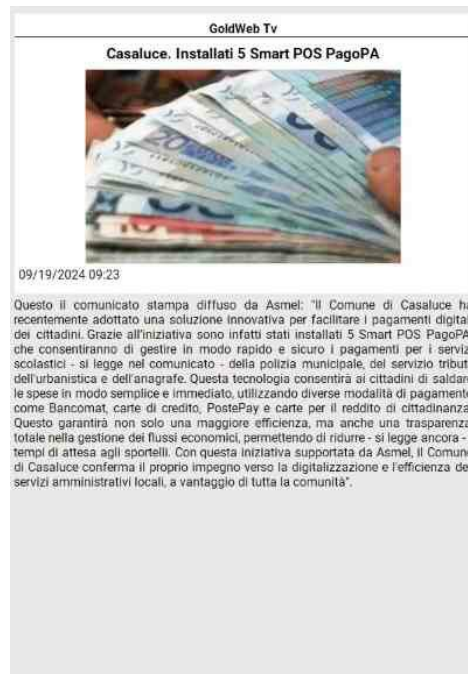 GoldWeb Tv
Casaluce. Installati 5 Smart POS PagoPA
20
09/19/2024 09:23
Questo il comunicato stampa diffuso da Asmel: "Il Comune di Casaluce ha
recentemente adottato una soluzione innovativa per facilitare i pagamenti digital
dei cittadini. Grazie all'iniziativa sono infatti stati installati 5 Smart POS PagoPA
che consentiranno di gestire in modo rapido e sicuro i pagamenti per i serviz
scolastici - si legge nel comunicato - della polizia municipale, del servizio tribut
dell'urbanistica e dell'anagrafe. Questa tecnologia consentirà ai cittadini di saldare
le spese in modo semplice e immediato, utilizzando diverse modalità di pagamento
come Bancomat, carte di credito, PostePay e carte per il reddito di cittadinanza
Questo garantirà non solo una maggiore efficienza, ma anche una trasparenza
totale nella gestione dei flussi economici, permettendo di ridurre - si legge ancora -
tempi di attesa agli sportelli. Con questa iniziativa supportata da Asmel, il Comune
di Casaluce conferma il proprio impegno verso la digitalizzazione e l'efficienza de
servizi amministrativi locali, a vantaggio di tutta la comunità".